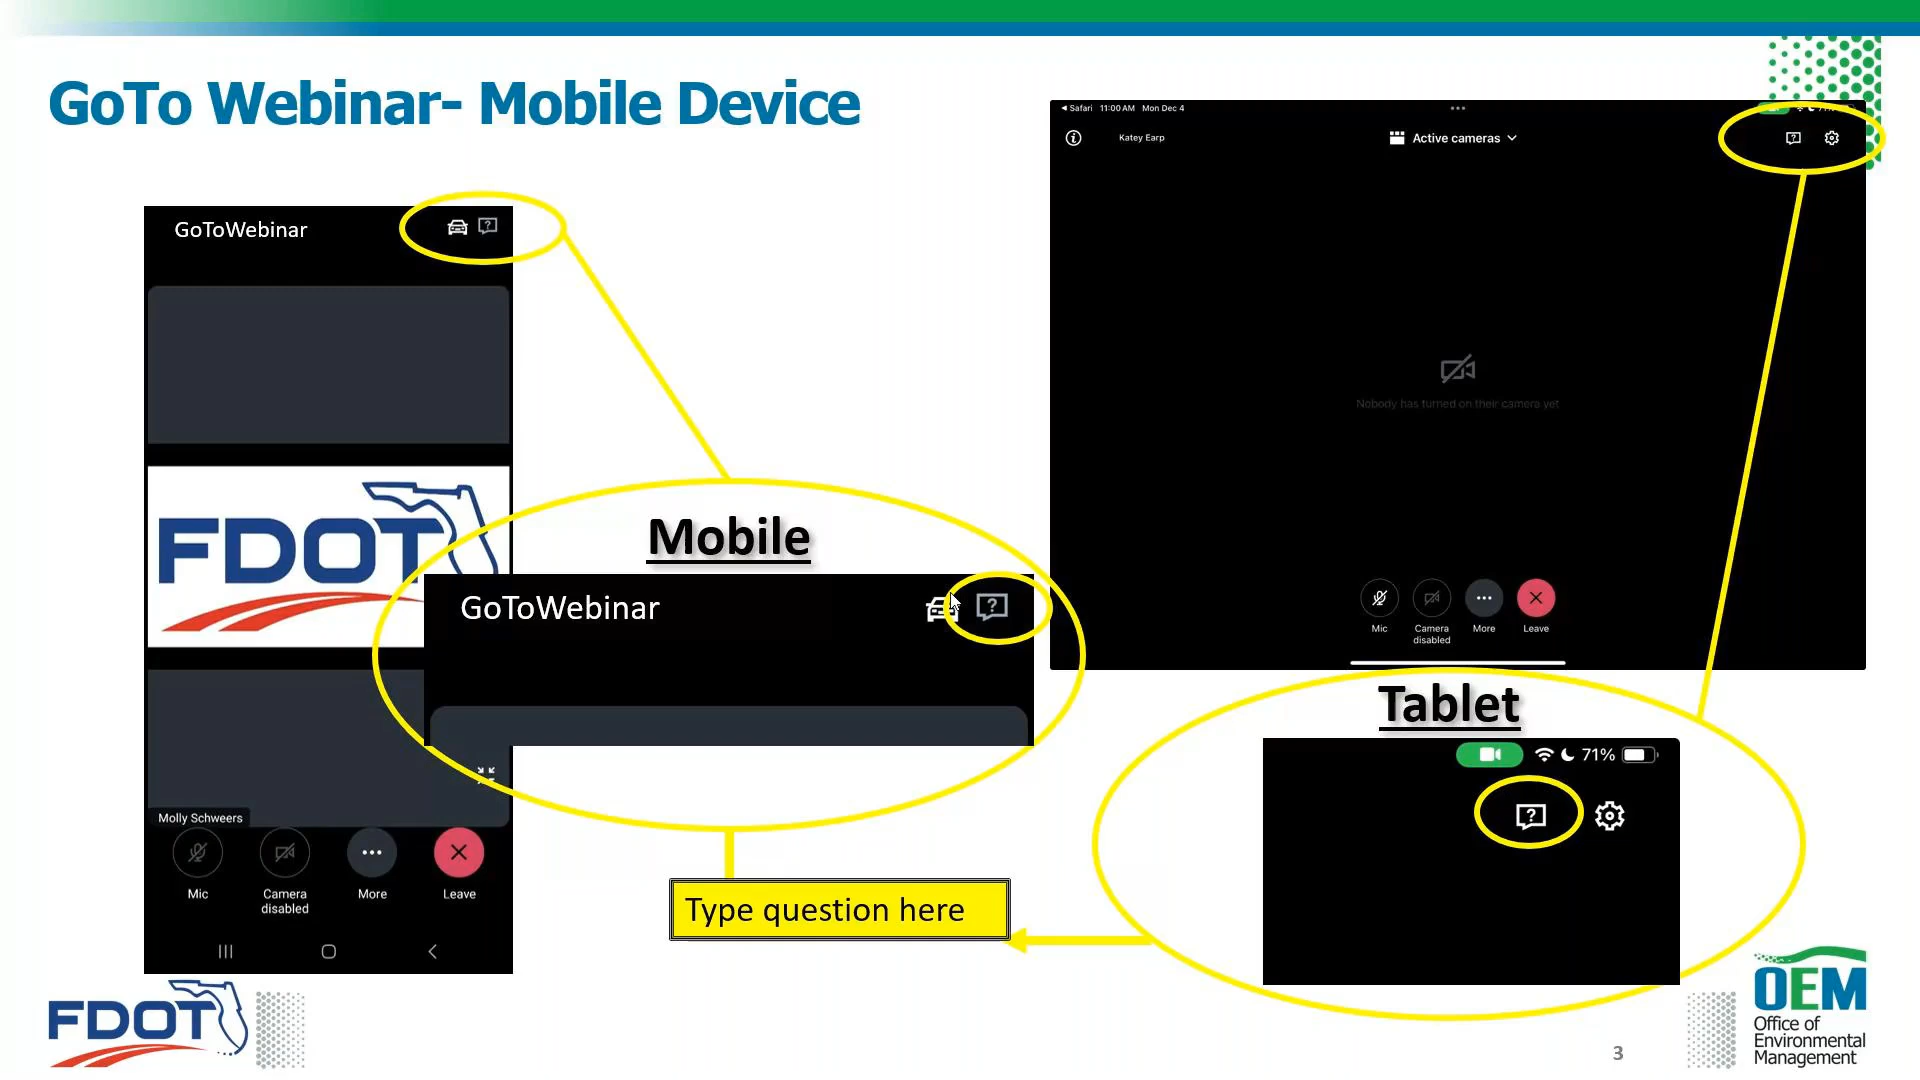 GoTo Webinar- Mobile Device
◄ Safari 11:00 AM Mon Dec 4
Katey Earp
Active cameras
Nobody has turned on their camera yet
Mic
Camera disabled
More
Leave
GoToWebinar
FDOT
Molly Schweers
Mic
Camera
disabled
More
Leave
Mobile
GoToWebinar
Tablet
71%
Type question here
FDOT
OEM
Office of
Environmental
Management
3